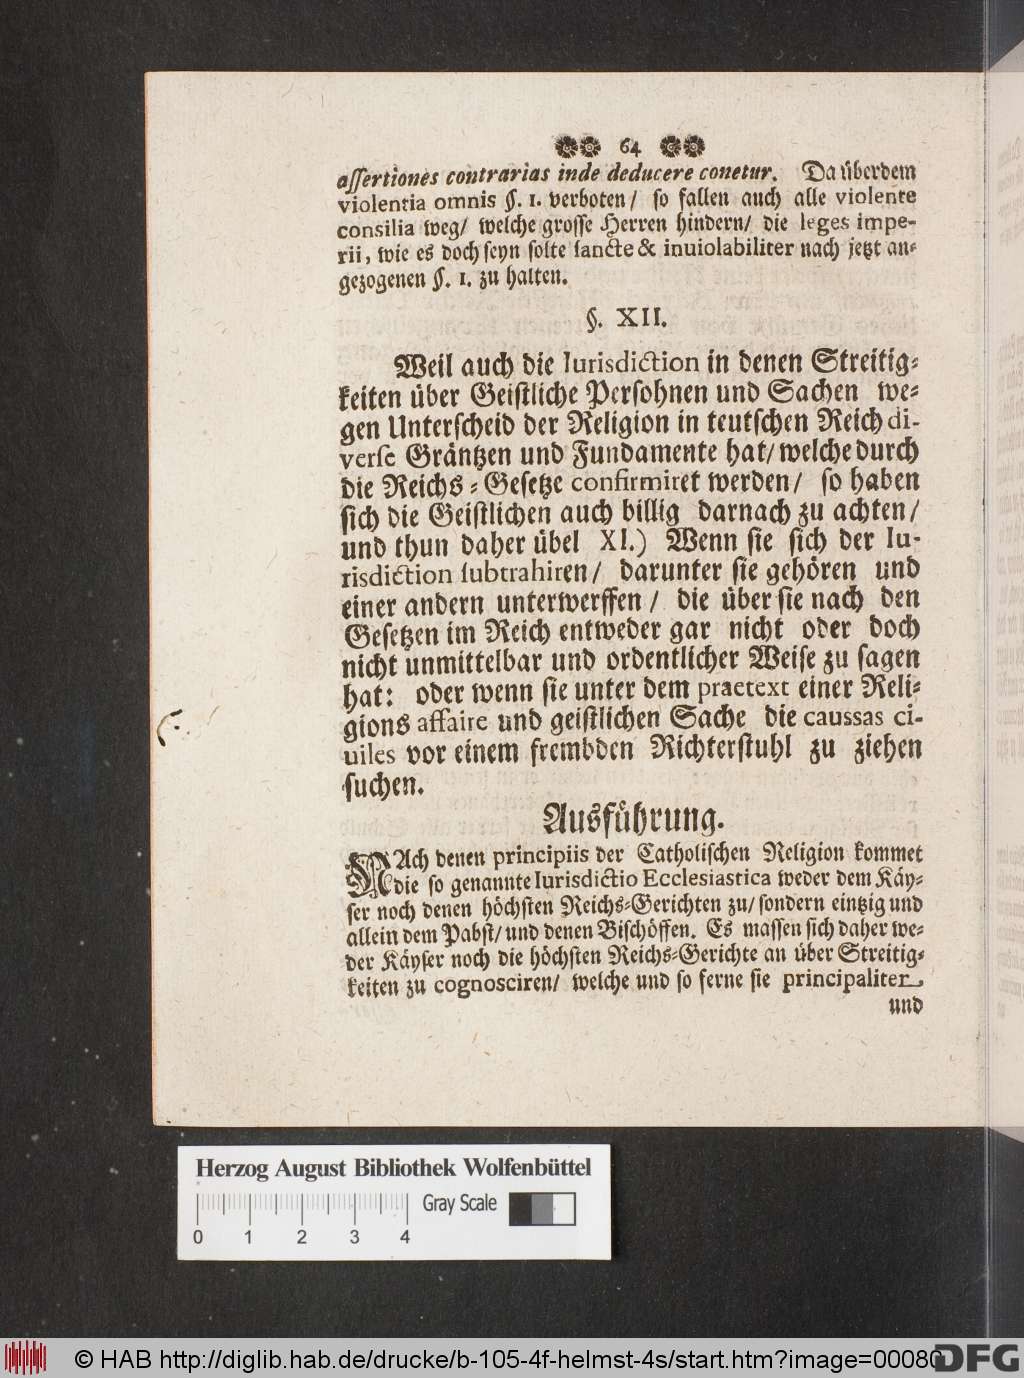 64
aſſertiones contrarias inde deducere conetur. Da überdem
violentia omnis §. 1. verboten/ ſo fallen auch alle violente
conſilia weg/ welche groſſe Herren hindern/ die leges impe-
rii, wie es doch ſeyn ſolte ſancte & inuiolabiliter nach jetzt an-
gezogenen §. 1. zu halten.
§. XII.
Weil auch die Iurisdiction in denen Streitig-
keiten über Geiſtliche Perſohnen und Sachen we-
gen Unterſcheid der Religion in teutſchen Reich di-
verſe Gräntzen und Fundamente hat/ welche durch
die Reichs-Geſetze confirmiret werden/ ſo haben
ſich die Geiſtlichen auch billig darnach zu achten/
und thun daher übel XI.) Wenn ſie ſich der Iu-
risdiction ſubtrahiren/ darunter ſie gehören und
einer andern unterwerffen/ die über ſie nach den
Geſetzen im Reich entweder gar nicht oder doch
nicht unmittelbar und ordentlicher Weiſe zu ſagen
hat: oder wenn ſie unter dem praetext einer Reli-
gions affaire und geiſtlichen Sache die cauſſas ci-
uiles vor einem frembden Richterſtuhl zu ziehen
ſuchen.
Ausführung.
NAch denen principiis der Catholiſchen Religion kommet
die ſo genannte Iurisdictio Eccleſiaſtica weder dem Käy-
ſer noch denen höchſten Reichs-Gerichten zu/ ſondern eintzig und
allein dem Pabſt/ und denen Biſchöffen. Es maſſen ſich daher we-
der Käyſer noch die höchſten Reichs-Gerichte an über Streitig-
keiten zu cognosciren/ welche und ſo ferne ſie principaliter
und
Herzog August Bibliothek Wolfenbüttel
Gray Scale
0 1 2 3 4
© HAB http://diglib.hab.de/drucke/b-105-4f-helmst-4s/start.htm?image=00080
DFG